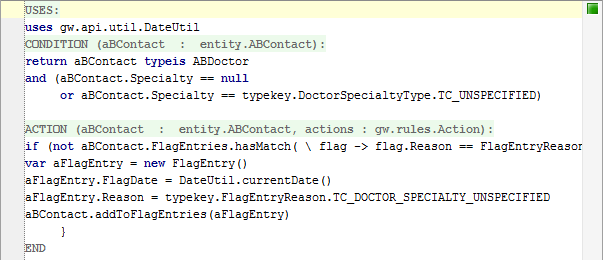 USES:
uses gw.api.util.DateUtil
CONDITION (aBContact  :  entity.ABContact):
return aBContact typeis ABDoctor
and (aBContact.Specialty == null
     or aBContact.Specialty == typekey.DoctorSpecialtyType.TC_UNSPECIFIED)
ACTION (aBContact  :  entity.ABContact, actions : gw.rules.Action):
if (not aBContact.FlagEntries.hasMatch( \ flag -> flag.Reason == FlagEntryReason
var aFlagEntry = new FlagEntry()
aFlagEntry.FlagDate = DateUtil.currentDate()
aFlagEntry.Reason = typekey.FlagEntryReason.TC_DOCTOR_SPECIALTY_UNSPECIFIED
aBContact.addToFlagEntries(aFlagEntry)
     }
END